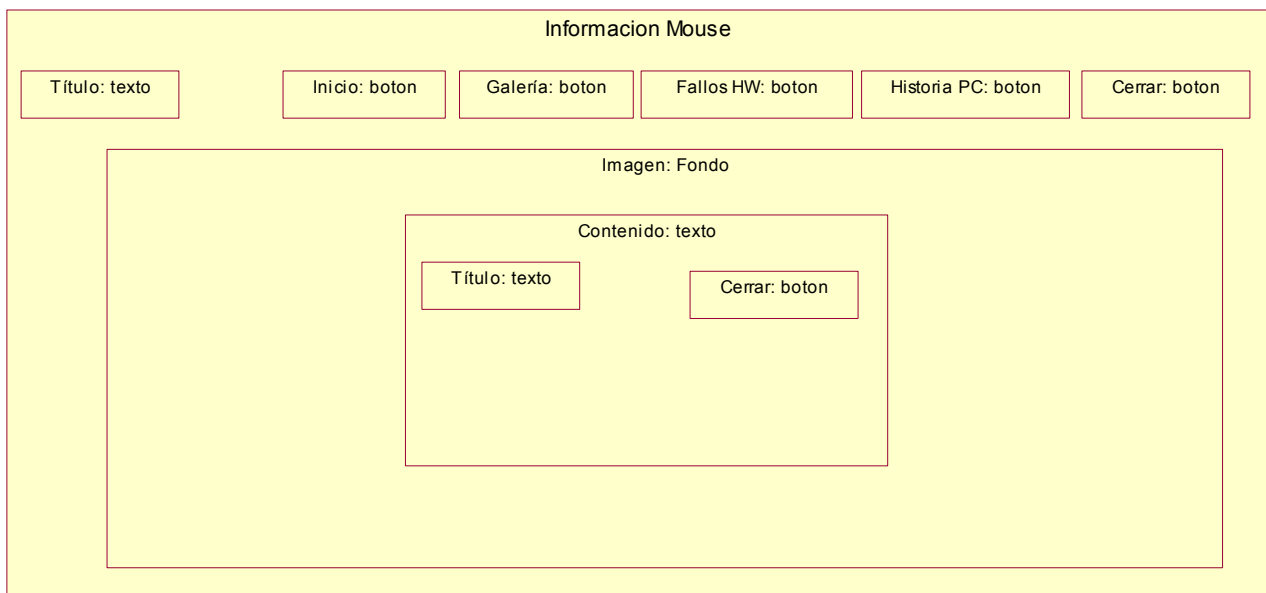 Informacion Mouse
Título: texto
Inicio: boton
Galería: boton
Fallos HW: boton
Historia PC: boton
Cerrar: boton
Imagen: Fondo
Contenido: texto
Título: texto
Cerrar: boton